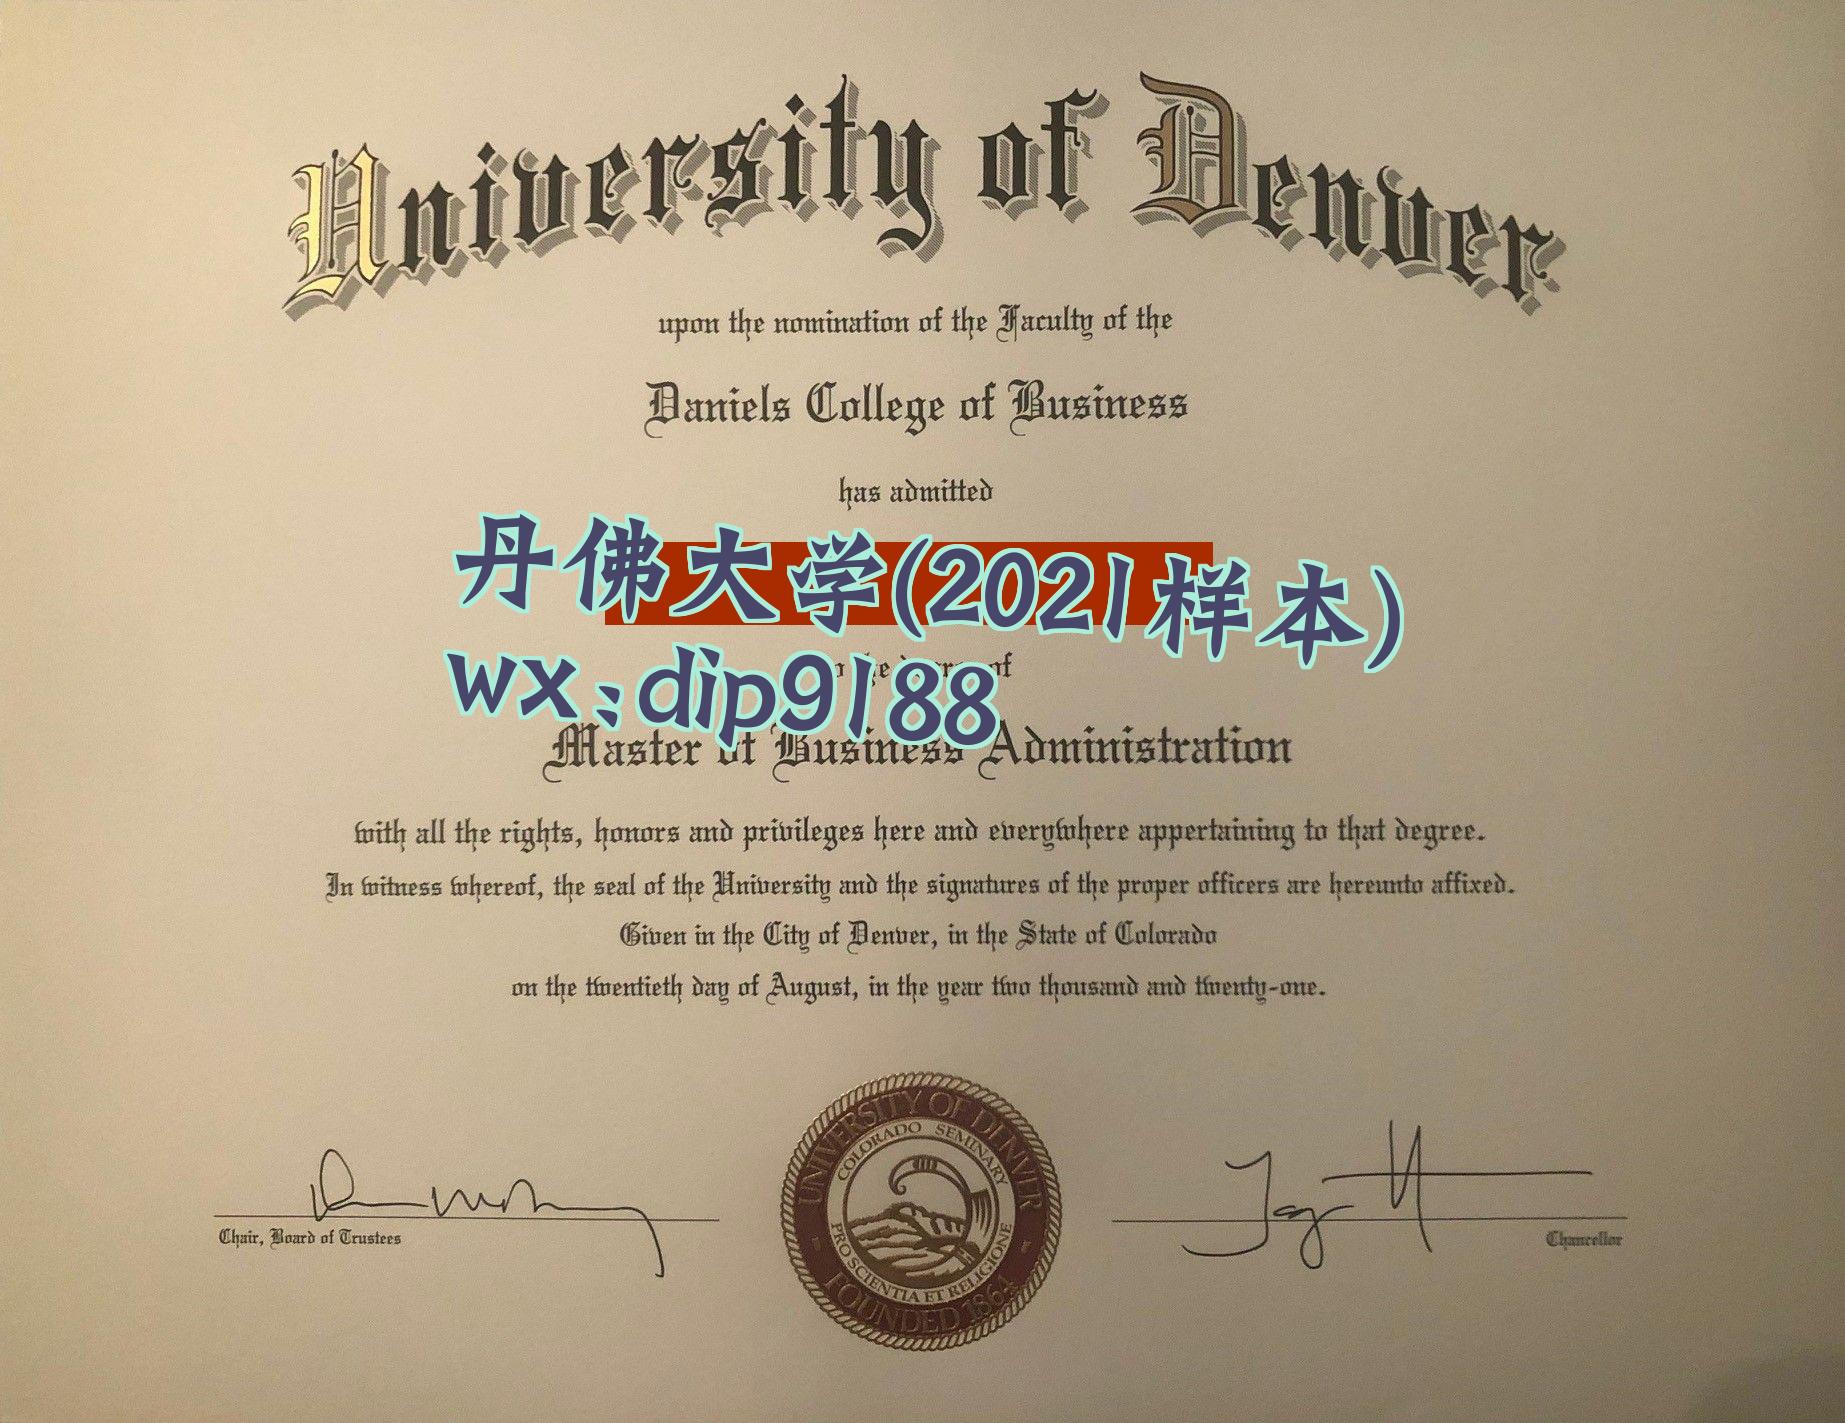 University of Denver
upon the nomination of the Faculty of the
Daniels College of Business
has admitted
丹佛大学(2021样本)
wx:dip9188
to the degree of
Master of Business Administration
with all the rights, honors and privileges here and everywhere appertaining to that degree.
In witness whereof, the seal of the University and the signatures of the proper officers are hereunto affixed.
Given in the City of Denver, in the State of Colorado
on the twentieth day of August, in the year two thousand and twenty-one.
UNIVERSITY OF DENVER
COLORADO SEMINARY
PRO SCIENTIA ET RELIGIONE
FOUNDED 1864
Chair, Board of Trustees
Chancellor